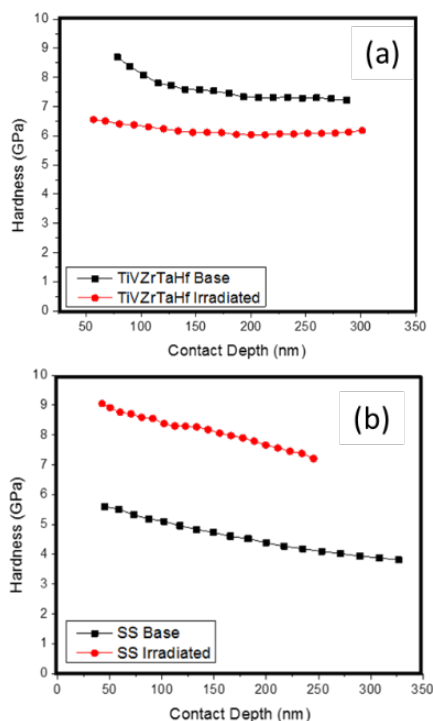 10
(a)
9
8
7
6
5
4
3
2
1
0
Hardness (GPa)
TiVZrTaHf Base
TiVZrTaHf Irradiated
50 100 150 200 250 300 350
Contact Depth (nm)
10
(b)
9
8
7
6
5
4
3
2
1
0
Hardness (GPa)
SS Base
SS Irradiated
0 50 100 150 200 250 300 350
Contact Depth (nm)